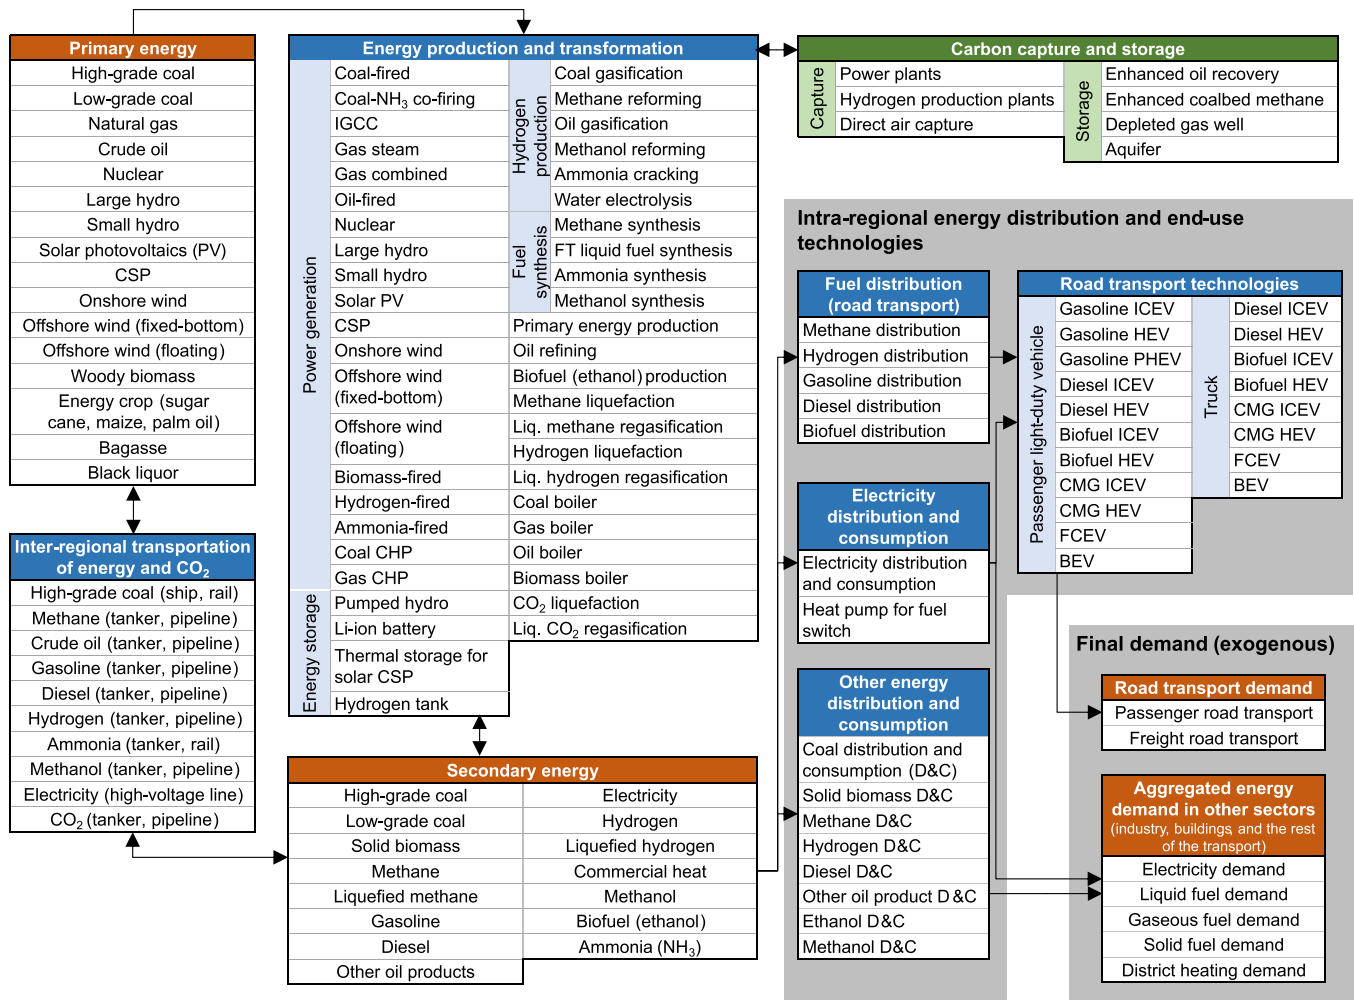 Primary energy
High-grade coal
Low-grade coal
Natural gas
Crude oil
Nuclear
Large hydro
Small hydro
Solar photovoltaics (PV)
CSP
Onshore wind
Offshore wind (fixed-bottom)
Offshore wind (floating)
Woody biomass
Energy crop (sugar
cane, maize, palm oil)
Bagasse
Black liquor
Inter-regional transportation
of energy and CO₂
High-grade coal (ship, rail)
Methane (tanker, pipeline)
Crude oil (tanker, pipeline)
Gasoline (tanker, pipeline)
Diesel (tanker, pipeline)
Hydrogen (tanker, pipeline)
Ammonia (tanker, rail)
Methanol (tanker, pipeline)
Electricity (high-voltage line)
CO₂ (tanker, pipeline)
Energy production and transformation
Power generation
Coal-fired
Coal-NH₃ co-firing
IGCC
Gas steam
Gas combined
Oil-fired
Nuclear
Large hydro
Small hydro
Solar PV
CSP
Onshore wind
Offshore wind
(fixed-bottom)
Offshore wind
(floating)
Biomass-fired
Hydrogen-fired
Ammonia-fired
Coal CHP
Gas CHP
Energy storage
Pumped hydro
Li-ion battery
Thermal storage for
solar CSP
Hydrogen tank
Hydrogen
production
Coal gasification
Methane reforming
Oil gasification
Methanol reforming
Ammonia cracking
Water electrolysis
Fuel
synthesis
Methane synthesis
FT liquid fuel synthesis
Ammonia synthesis
Methanol synthesis
Primary energy production
Oil refining
Biofuel (ethanol) production
Methane liquefaction
Liq. methane regasification
Hydrogen liquefaction
Liq. hydrogen regasification
Coal boiler
Gas boiler
Oil boiler
Biomass boiler
CO₂ liquefaction
Liq. CO₂ regasification
Secondary energy
High-grade coal
Low-grade coal
Solid biomass
Methane
Liquefied methane
Gasoline
Diesel
Other oil products
Electricity
Hydrogen
Liquefied hydrogen
Commercial heat
Methanol
Biofuel (ethanol)
Ammonia (NH₃)
Carbon capture and storage
Capture
Power plants
Hydrogen production plants
Direct air capture
Storage
Enhanced oil recovery
Enhanced coalbed methane
Depleted gas well
Aquifer
Intra-regional energy distribution and end-use
technologies
Fuel distribution
(road transport)
Methane distribution
Hydrogen distribution
Gasoline distribution
Diesel distribution
Biofuel distribution
Electricity
distribution and
consumption
Electricity distribution
and consumption
Heat pump for fuel
switch
Other energy
distribution and
consumption
Coal distribution and
consumption (D&C)
Solid biomass D&C
Methane D&C
Hydrogen D&C
Diesel D&C
Other oil product D&C
Ethanol D&C
Methanol D&C
Road transport technologies
Passenger light-duty vehicle
Gasoline ICEV
Gasoline HEV
Gasoline PHEV
Diesel ICEV
Diesel HEV
Biofuel ICEV
Biofuel HEV
CMG ICEV
CMG HEV
FCEV
BEV
Truck
Diesel ICEV
Diesel HEV
Biofuel ICEV
Biofuel HEV
CMG ICEV
CMG HEV
FCEV
BEV
Final demand (exogenous)
Road transport demand
Passenger road transport
Freight road transport
Aggregated energy
demand in other sectors
(industry, buildings, and the rest
of the transport)
Electricity demand
Liquid fuel demand
Gaseous fuel demand
Solid fuel demand
District heating demand